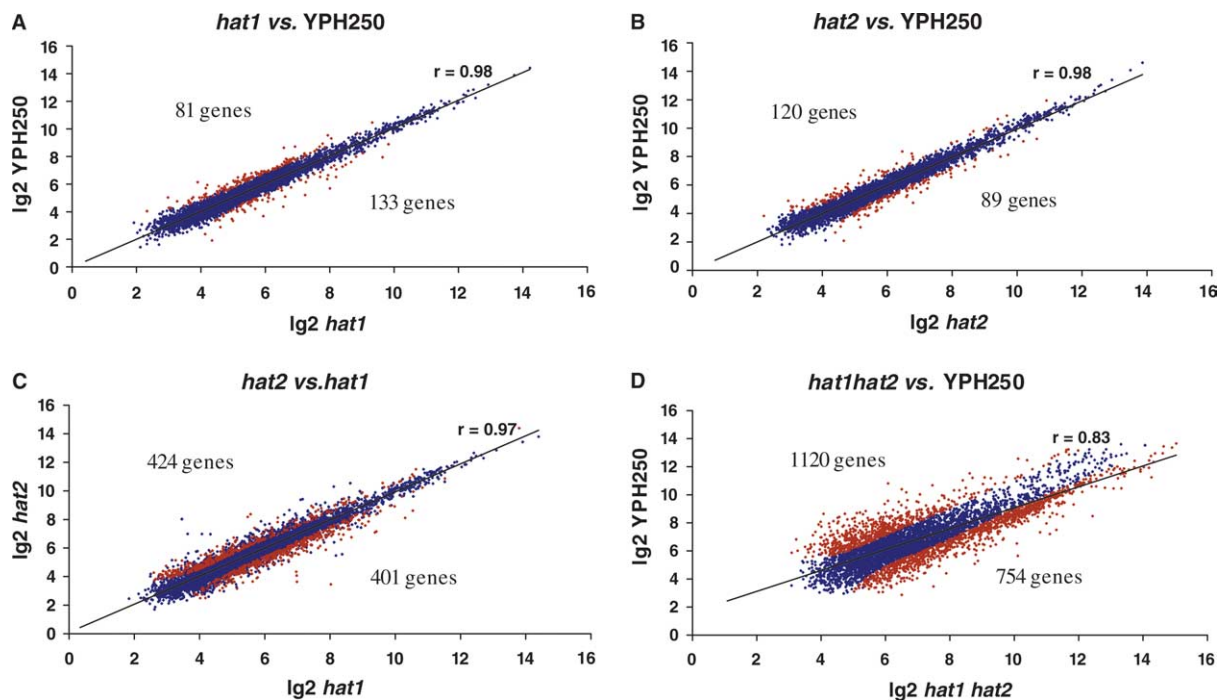 A
hat1 vs. YPH250
16
14
12
10
8
6
4
2
0
lg2 YPH250
r = 0.98
81 genes
133 genes
0 2 4 6 8 10 12 14 16
lg2 hat1
B
hat2 vs. YPH250
16
14
12
10
8
6
4
2
0
lg2 YPH250
r = 0.98
120 genes
89 genes
0 2 4 6 8 10 12 14 16
lg2 hat2
C
hat2 vs.hat1
16
14
12
10
8
6
4
2
0
lg2 hat2
r = 0.97
424 genes
401 genes
0 2 4 6 8 10 12 14 16
lg2 hat1
D
hat1hat2 vs. YPH250
16
14
12
10
8
6
4
2
0
lg2 YPH250
r = 0.83
1120 genes
754 genes
0 2 4 6 8 10 12 14 16
lg2 hat1 hat2